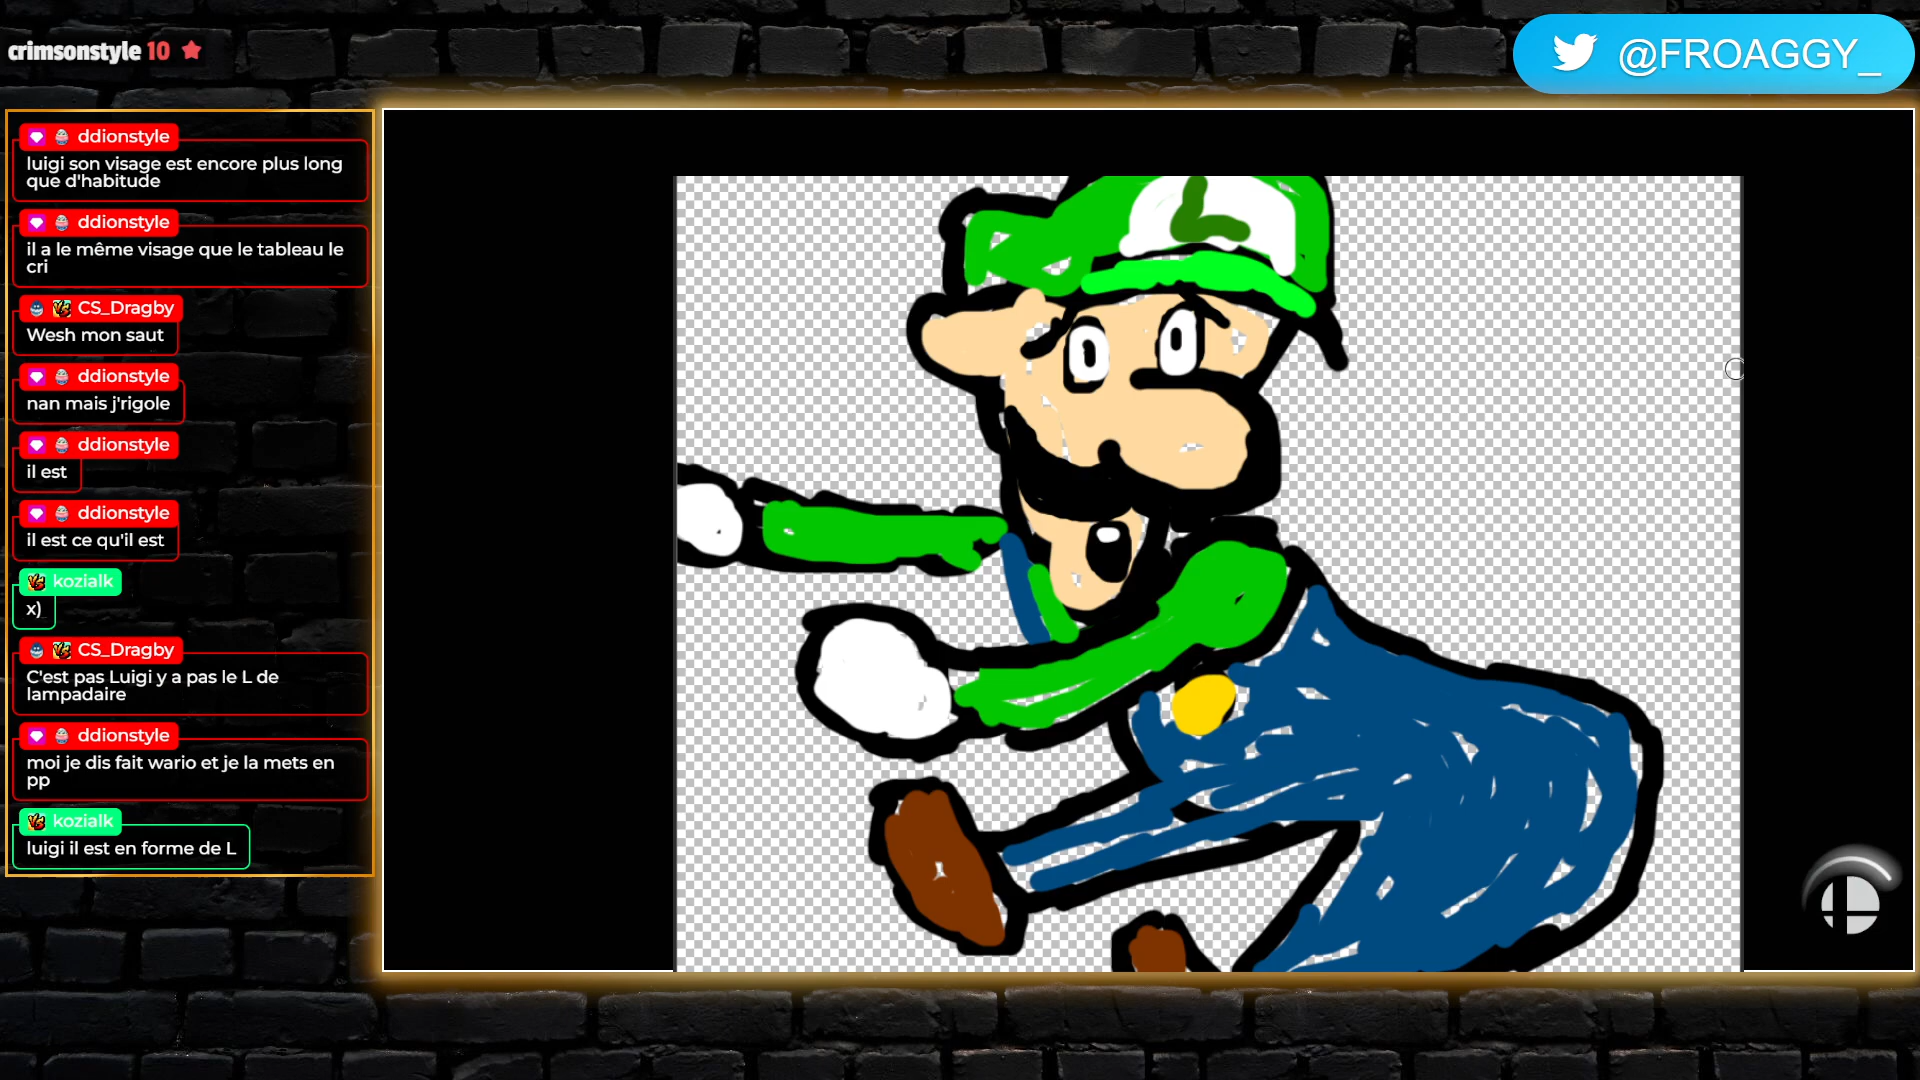 crimsonstyle 10
@FROAGGY_
ddionstyle
luigi son visage est encore plus long
que d'habitude
ddionstyle
il a le même visage que le tableau le
cri
CS_Dragby
Wesh mon saut
ddionstyle
nan mais j'rigole
ddionstyle
il est
ddionstyle
il est ce qu'il est
kozialk
x)
CS_Dragby
C'est pas Luigi y a pas le L de
lampadaire
ddionstyle
moi je dis fait wario et je la mets en
pp
kozialk
luigi il est en forme de L
L